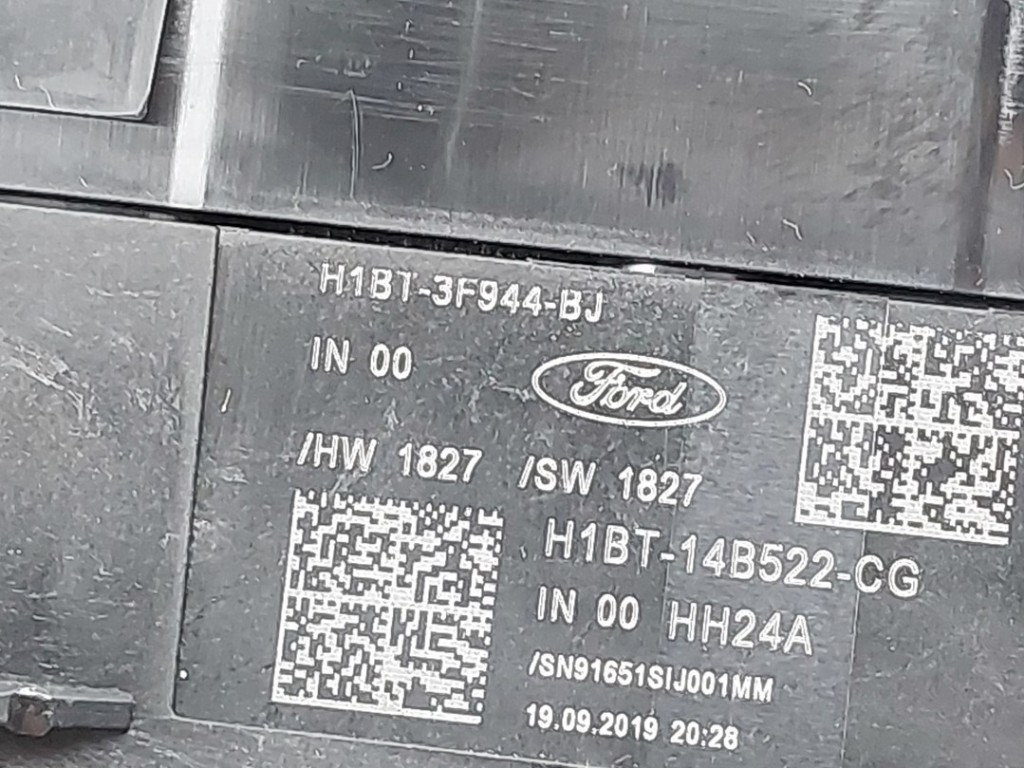 H1BT-3F944-BJ
IN 00
Ford
/HW 1827 /SW 1827
H1BT-14B522-CG
IN 00 HH24A
/SN91651SIJ001MM
19.09.2019 20:28